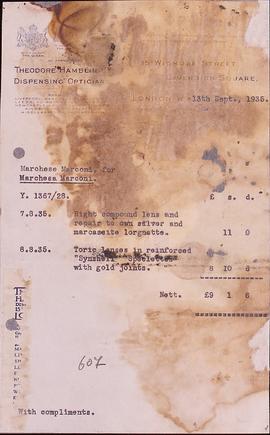 THEODORE HAMBLIN
DISPENSING OPTICIAN
15 WIGMORE STREET
CAVENDISH SQUARE,
LONDON W
13th Sept., 1935.
Marchese Marconi, for
Marchesa Marconi.
Y. 1367/28. £ s. d.
7.8.35. Right compound lens and
repair to own silver and
marcasite lorgnette. 11 0
8.8.35. Toric lenses in reinforced
"Synshel" Spectacles
with gold joints. 8 10 6
Nett. £9 1 6
607
With compliments.